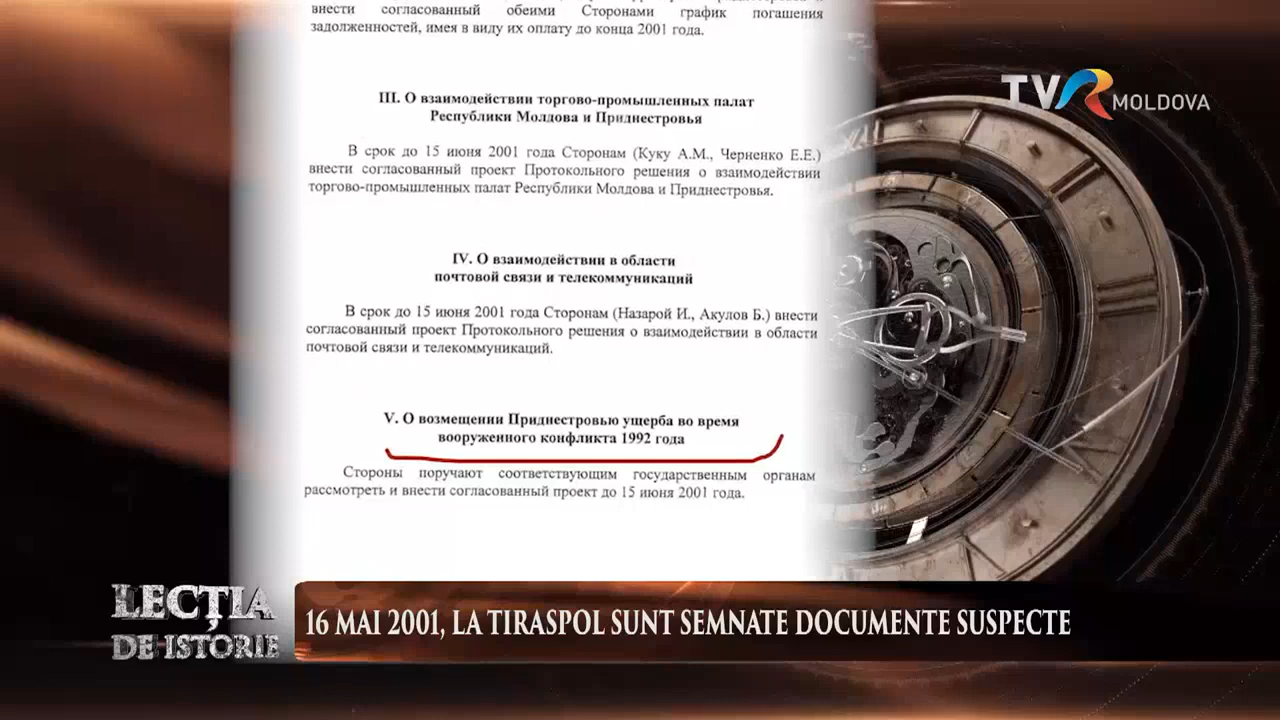 внести согласованный обеими Сторонами график погашения
задолженностей, имея в виду их оплату до конца 2001 года.
III. О взаимодействии торгово-промышленных палат
Республики Молдова и Приднестровья
В срок до 15 июня 2001 года Сторонам (Куку А.М., Черненко Е.Е.)
внести согласованный проект Протокольного решения о взаимодействии
торгово-промышленных палат Республики Молдова и Приднестровья.
IV. О взаимодействии в области
почтовой связи и телекоммуникаций
В срок до 15 июня 2001 года Сторонам (Назарой И., Акулов Б.) внести
согласованный проект Протокольного решения о взаимодействии в области
почтовой связи и телекоммуникаций.
V. О возмещении Приднестровью ущерба во время
вооруженного конфликта 1992 года
Стороны поручают соответствующим государственным органам
рассмотреть и внести согласованный проект до 15 июня 2001 года.
TVR MOLDOVA
LECȚIA
DE ISTORIE
16 MAI 2001, LA TIRASPOL SUNT SEMNATE DOCUMENTE SUSPECTE